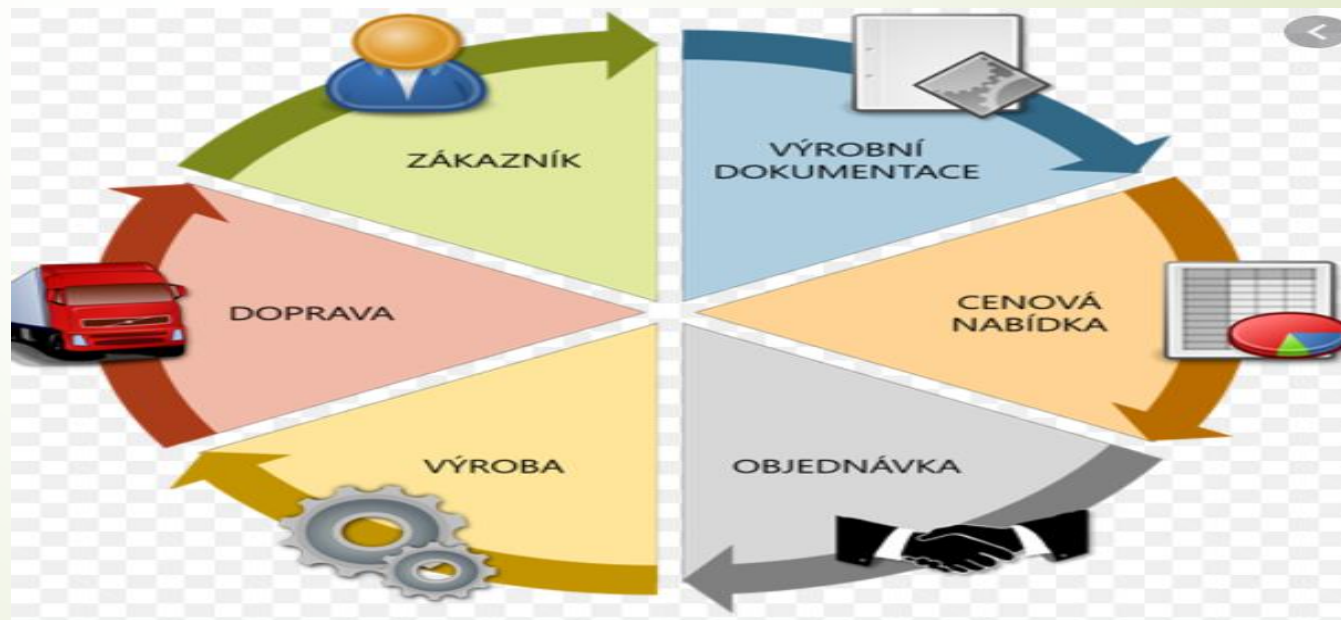 ZÁKAZNÍK
VÝROBNÍ
DOKUMENTACE
CENOVÁ
NABÍDKA
OBJEDNÁVKA
VÝROBA
DOPRAVA